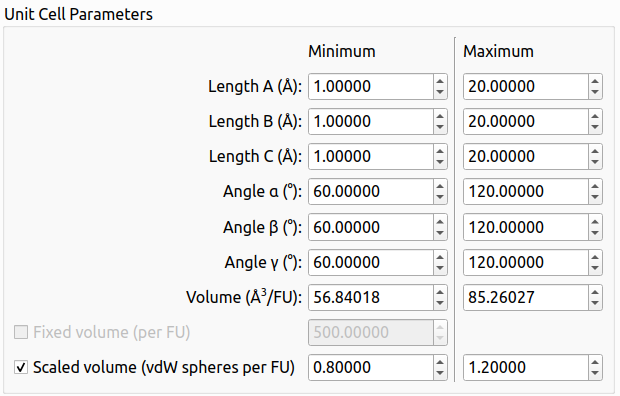 Unit Cell Parameters
Minimum Maximum
Length A (Å): 1.00000 20.00000
Length B (Å): 1.00000 20.00000
Length C (Å): 1.00000 20.00000
Angle α (°): 60.00000 120.00000
Angle β (°): 60.00000 120.00000
Angle γ (°): 60.00000 120.00000
Volume (Å³/FU): 56.84018 85.26027
Fixed volume (per FU) 500.00000
Scaled volume (vdW spheres per FU) 0.80000 1.20000